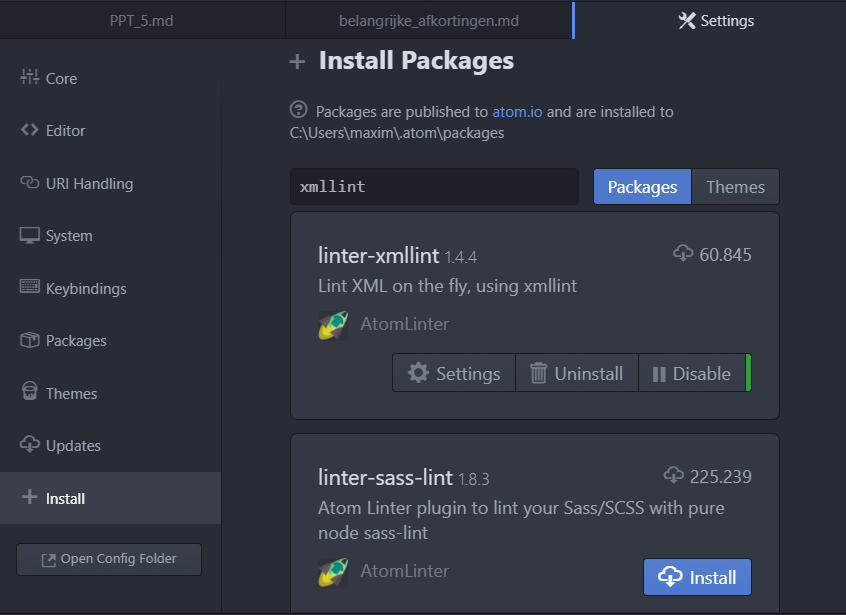 PPT_5.md
belangrijke_afkortingen.md
Settings
Core
Editor
URI Handling
System
Keybindings
Packages
Themes
Updates
Install
Open Config Folder
Install Packages
Packages are published to atom.io and are installed to
C:\Users\maxim\.atom\packages
xmllint
Packages
Themes
linter-xmllint 1.4.4
60.845
Lint XML on the fly, using xmllint
AtomLinter
Settings
Uninstall
Disable
linter-sass-lint 1.8.3
225.239
Atom Linter plugin to lint your Sass/SCSS with pure
node sass-lint
AtomLinter
Install